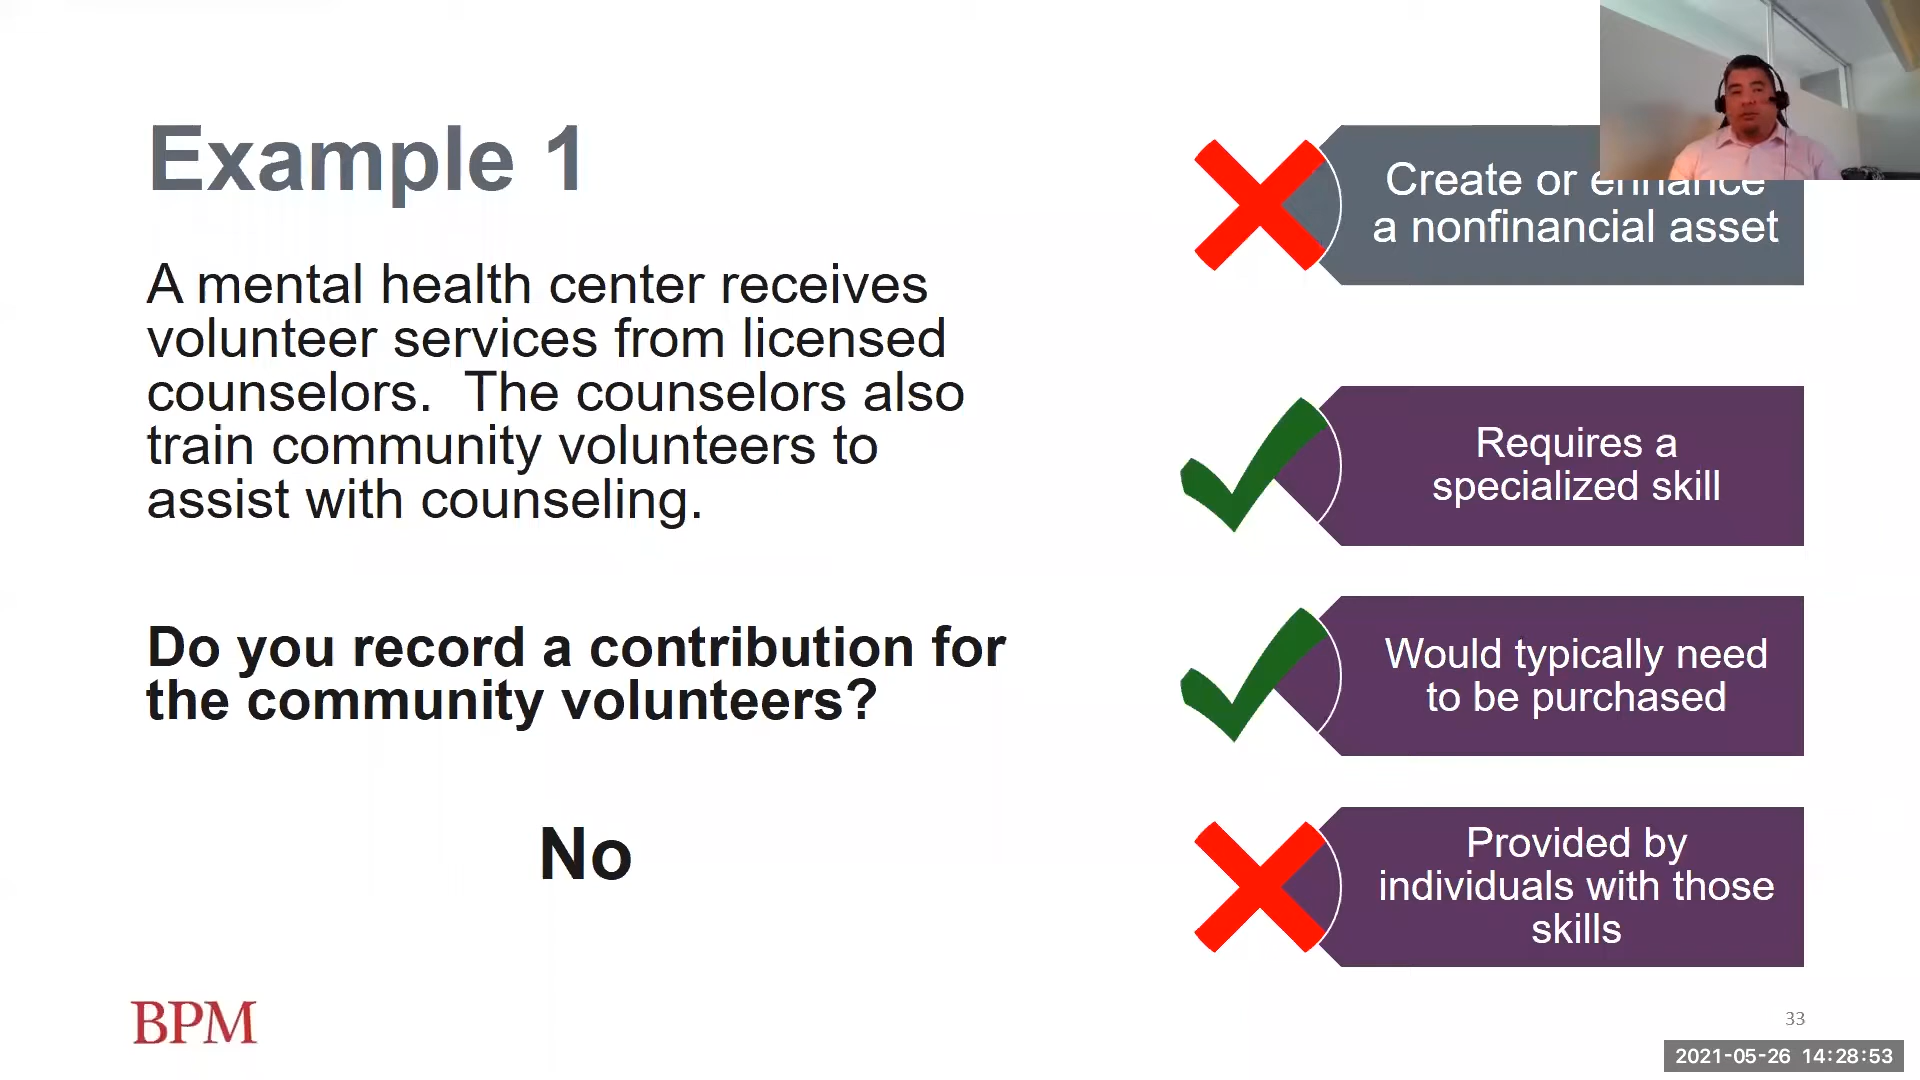 Example 1
A mental health center receives
volunteer services from licensed
counselors.  The counselors also
train community volunteers to
assist with counseling.
Do you record a contribution for
the community volunteers?
No
Create or enhance
a nonfinancial asset
Requires a
specialized skill
Would typically need
to be purchased
Provided by
individuals with those
skills
BPM
33
2021-05-26 14:28:53